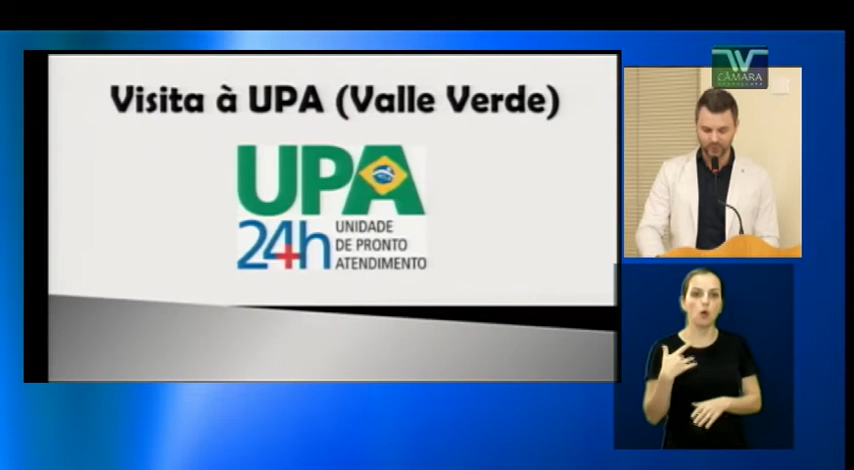 Visita à UPA (Valle Verde)
UPA
24h
UNIDADE
DE PRONTO
ATENDIMENTO
TV
CÂMARA